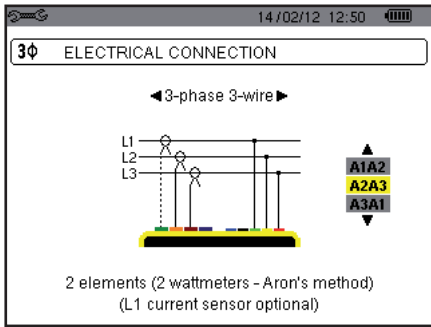 14/02/12 12:50
3ϕ ELECTRICAL CONNECTION
◄3-phase 3-wire►
L1
L2
L3
A1A2
A2A3
A3A1
2 elements (2 wattmeters - Aron's method)
(L1 current sensor optional)